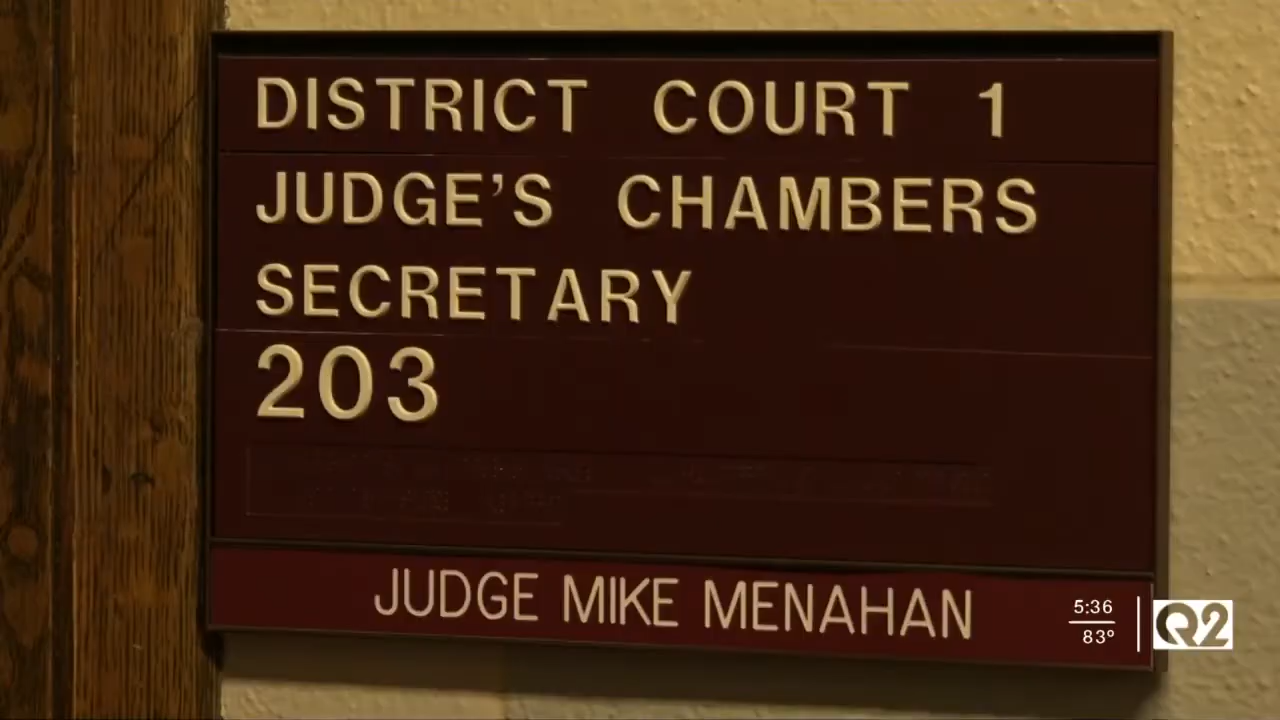 DISTRICT COURT 1
JUDGE’S CHAMBERS
SECRETARY
203
JUDGE MIKE MENAHAN
5:36
83°
Q2